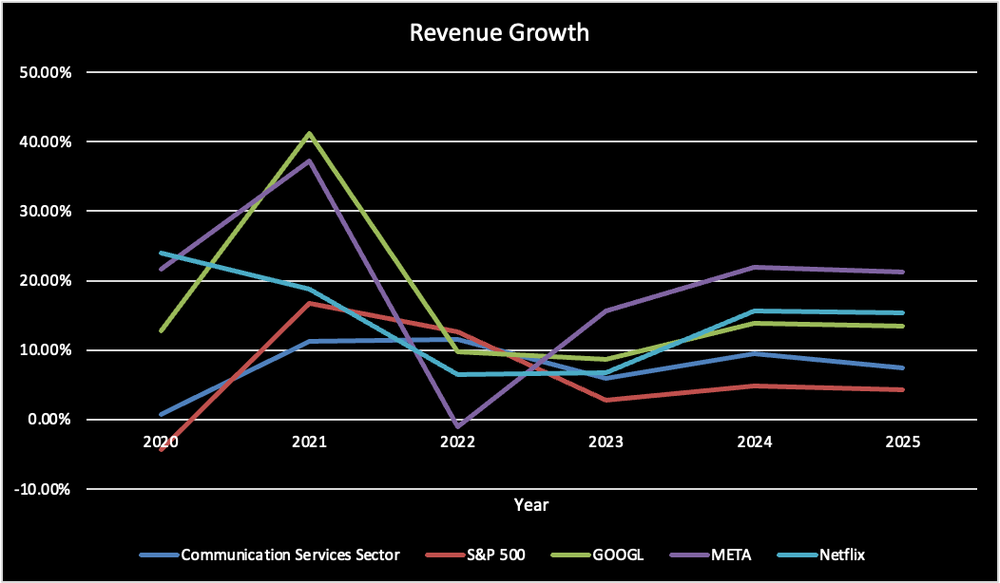 Revenue Growth
50.00%
40.00%
30.00%
20.00%
10.00%
0.00%
2020 2021 2022 2023 2024 2025
-10.00%
Year
Communication Services Sector S&P 500 GOOGL META Netflix